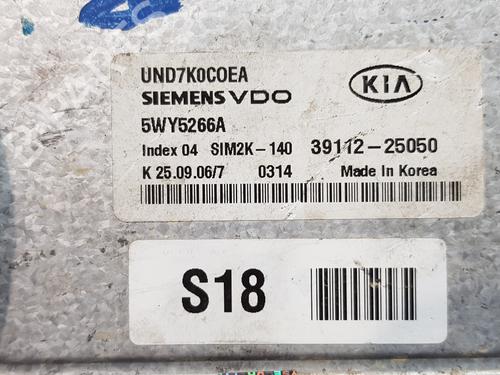 UND7K0C0EA
SIEMENS VDO
KIA
5WY5266A
Index 04 SIM2K-140 39112-25050
K 25.09.06/7 0314 Made In Korea
S18